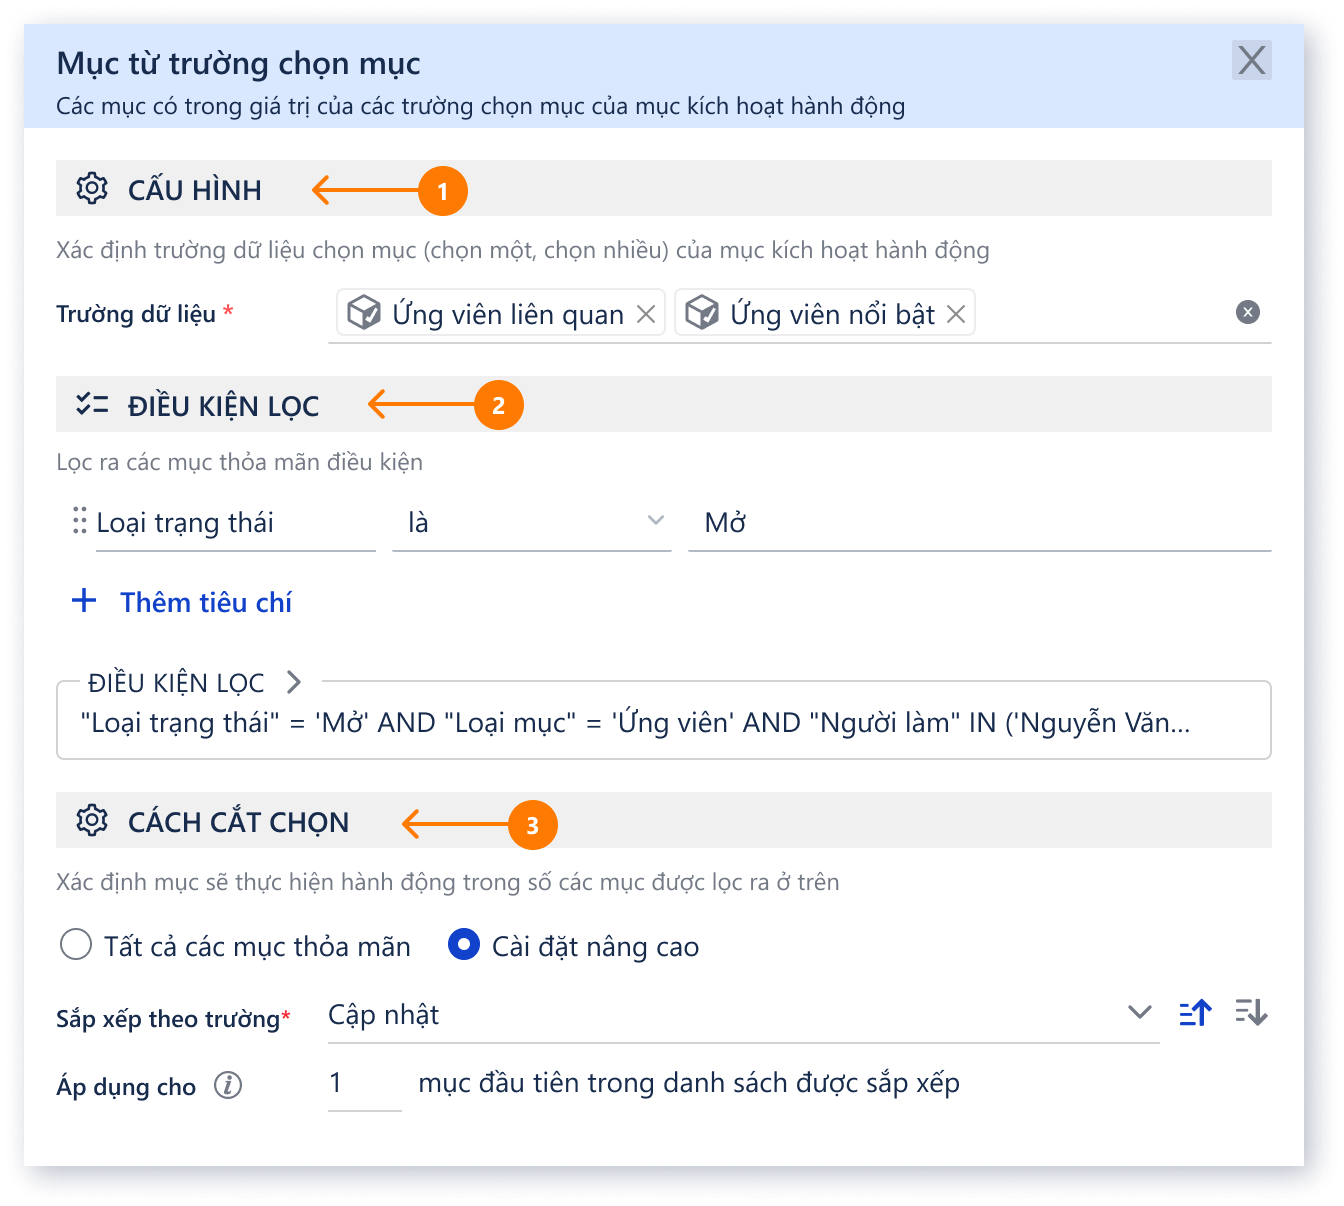 Mục từ trường chọn mục
Các mục có trong giá trị của các trường chọn mục của mục kích hoạt hành động
CẤU HÌNH
1
Xác định trường dữ liệu chọn mục (chọn một, chọn nhiều) của mục kích hoạt hành động
Trường dữ liệu * Ứng viên liên quan Ứng viên nổi bật
ĐIỀU KIỆN LỌC
2
Lọc ra các mục thỏa mãn điều kiện
Loại trạng thái là Mở
+ Thêm tiêu chí
ĐIỀU KIỆN LỌC
"Loại trạng thái" = 'Mở' AND "Loại mục" = 'Ứng viên' AND "Người làm" IN ('Nguyễn Văn...
CÁCH CẮT CHỌN
3
Xác định mục sẽ thực hiện hành động trong số các mục được lọc ra ở trên
Tất cả các mục thỏa mãn Cài đặt nâng cao
Sắp xếp theo trường* Cập nhật
Áp dụng cho i 1 mục đầu tiên trong danh sách được sắp xếp